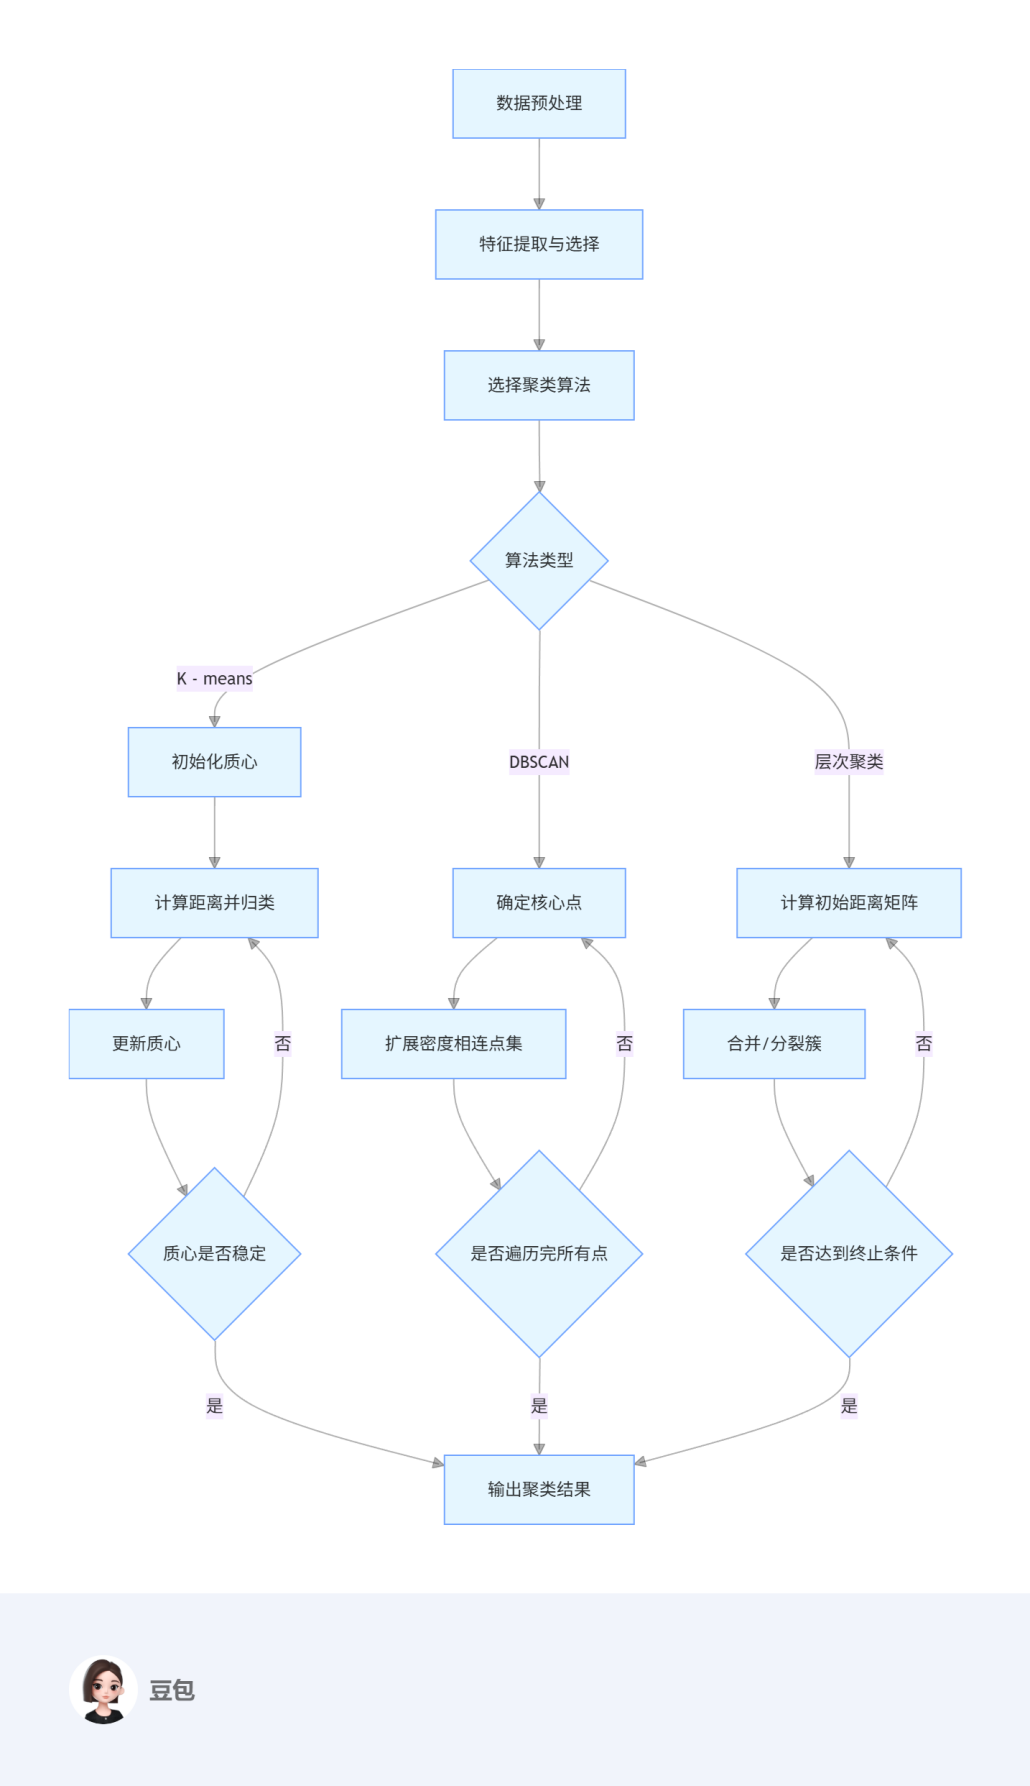 数据预处理
特征提取与选择
选择聚类算法
算法类型
K - means
初始化质心
DBSCAN
层次聚类
计算距离并归类
确定核心点
计算初始距离矩阵
更新质心
否
扩展密度相连点集
否
合并/分裂簇
否
质心是否稳定
是否遍历完所有点
是否达到终止条件
是
是
是
输出聚类结果
豆包